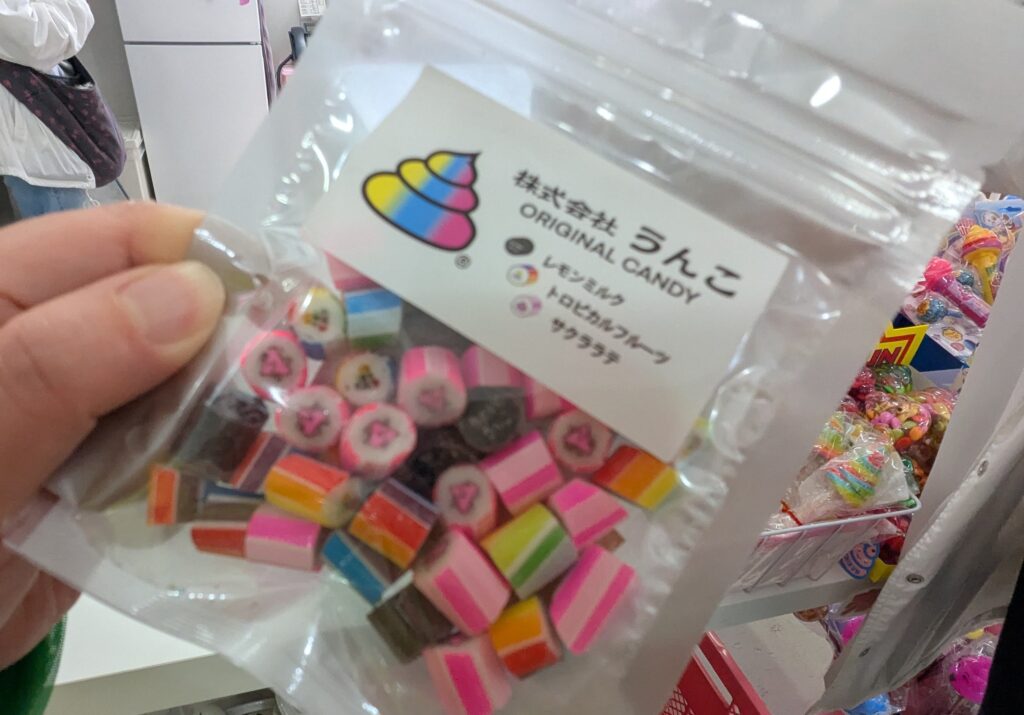 株式会社 うんこ
ORIGINAL CANDY
レモンミルク
トロピカルフルーツ
サクララテ
®
UN